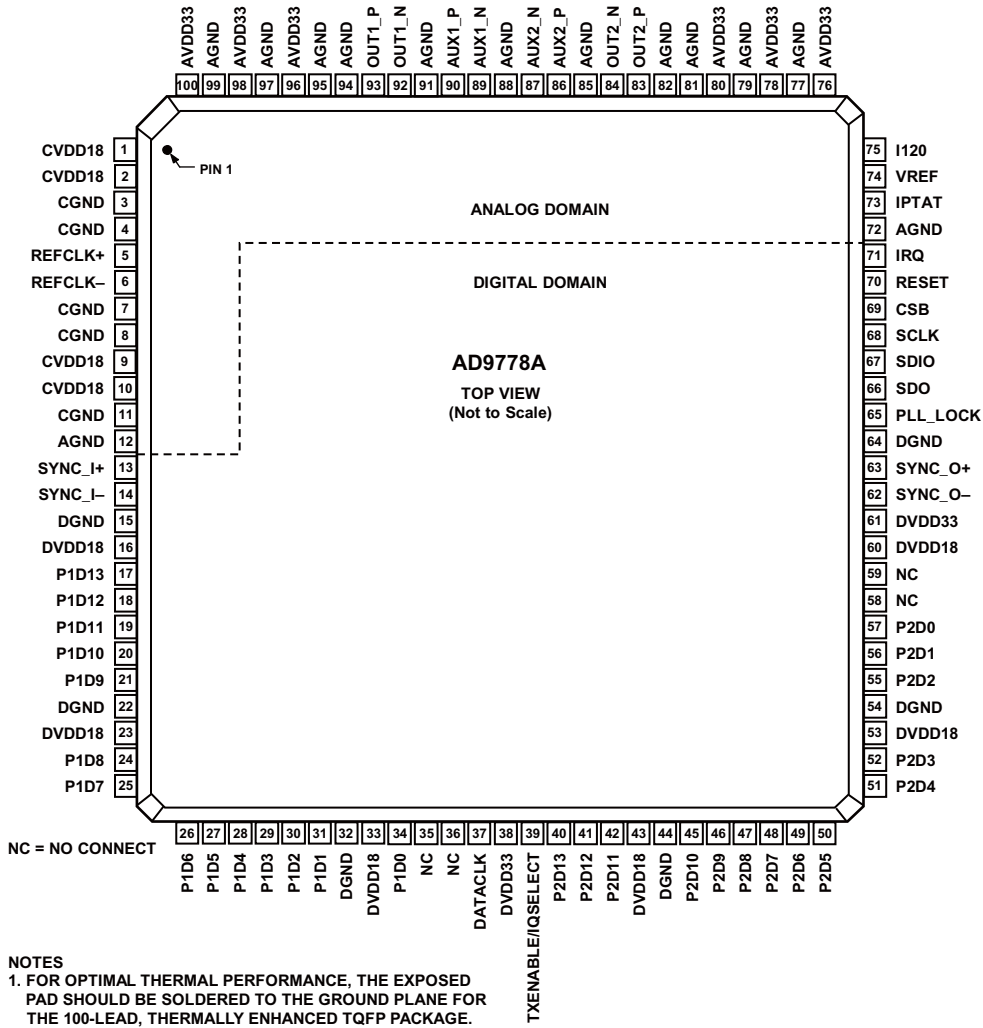 AVDD33
AGND
AVDD33
AGND
AVDD33
AGND
AGND
OUT1_P
OUT1_N
AGND
AUX1_P
AUX1_N
AGND
AUX2_N
AUX2_P
AGND
OUT2_N
OUT2_P
AGND
AGND
AVDD33
AGND
AVDD33
AGND
AVDD33
100 99 98 97 96 95 94 93 92 91 90 89 88 87 86 85 84 83 82 81 80 79 78 77 76
CVDD18 1
CVDD18 2
CGND 3
CGND 4
REFCLK+ 5
REFCLK– 6
CGND 7
CGND 8
CVDD18 9
CVDD18 10
CGND 11
AGND 12
SYNC_I+ 13
SYNC_I– 14
DGND 15
DVDD18 16
P1D13 17
P1D12 18
P1D11 19
P1D10 20
P1D9 21
DGND 22
DVDD18 23
P1D8 24
P1D7 25
PIN 1
ANALOG DOMAIN
DIGITAL DOMAIN
AD9778A
TOP VIEW
(Not to Scale)
75 I120
74 VREF
73 IPTAT
72 AGND
71 IRQ
70 RESET
69 CSB
68 SCLK
67 SDIO
66 SDO
65 PLL_LOCK
64 DGND
63 SYNC_O+
62 SYNC_O–
61 DVDD33
60 DVDD18
59 NC
58 NC
57 P2D0
56 P2D1
55 P2D2
54 DGND
53 DVDD18
52 P2D3
51 P2D4
26 27 28 29 30 31 32 33 34 35 36 37 38 39 40 41 42 43 44 45 46 47 48 49 50
P1D6
P1D5
P1D4
P1D3
P1D2
P1D1
DGND
DVDD18
P1D0
NC
NC
DATACLK
DVDD33
TXENABLE/IQSELECT
P2D13
P2D12
P2D11
DVDD18
DGND
P2D10
P2D9
P2D8
P2D7
P2D6
P2D5
NC = NO CONNECT
NOTES
1. FOR OPTIMAL THERMAL PERFORMANCE, THE EXPOSED
PAD SHOULD BE SOLDERED TO THE GROUND PLANE FOR
THE 100-LEAD, THERMALLY ENHANCED TQFP PACKAGE.